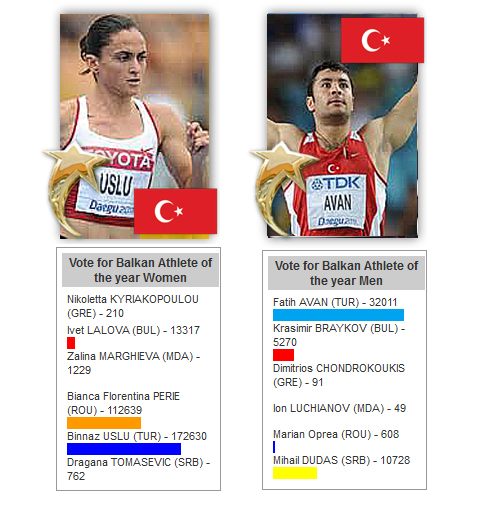 TOYOTA
USLU
Daegu 2011
TDK
AVAN
Daegu 2011
Vote for Balkan Athlete of
the year Women
Nikoletta KYRIAKOPOULOU
(GRE) - 210
Ivet LALOVA (BUL) - 13317
Zalina MARGHIEVA (MDA) -
1229
Bianca Florentina PERIE
(ROU) - 112639
Binnaz USLU (TUR) - 172630
Dragana TOMASEVIC (SRB) -
762
Vote for Balkan Athlete of
the year Men
Fatih AVAN (TUR) - 32011
Krasimir BRAYKOV (BUL) -
5270
Dimitrios CHONDROKOUKIS
(GRE) - 91
Ion LUCHIANOV (MDA) - 49
Marian Oprea (ROU) - 608
Mihail DUDAS (SRB) - 10728